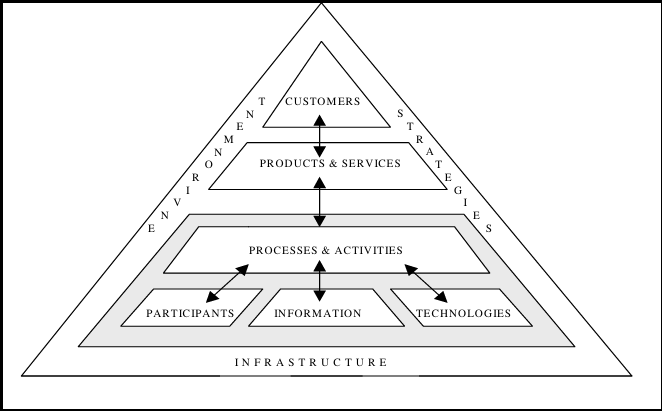 CUSTOMERS
ENVIRONMENT
STRATEGIES
PRODUCTS & SERVICES
PROCESSES & ACTIVITIES
PARTICIPANTS
INFORMATION
TECHNOLOGIES
INFRASTRUCTURE